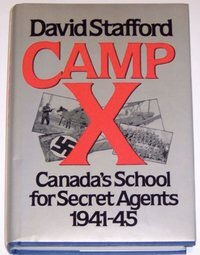 David Stafford
CAMP
X
Canada's School
for Secret Agents
1941-45